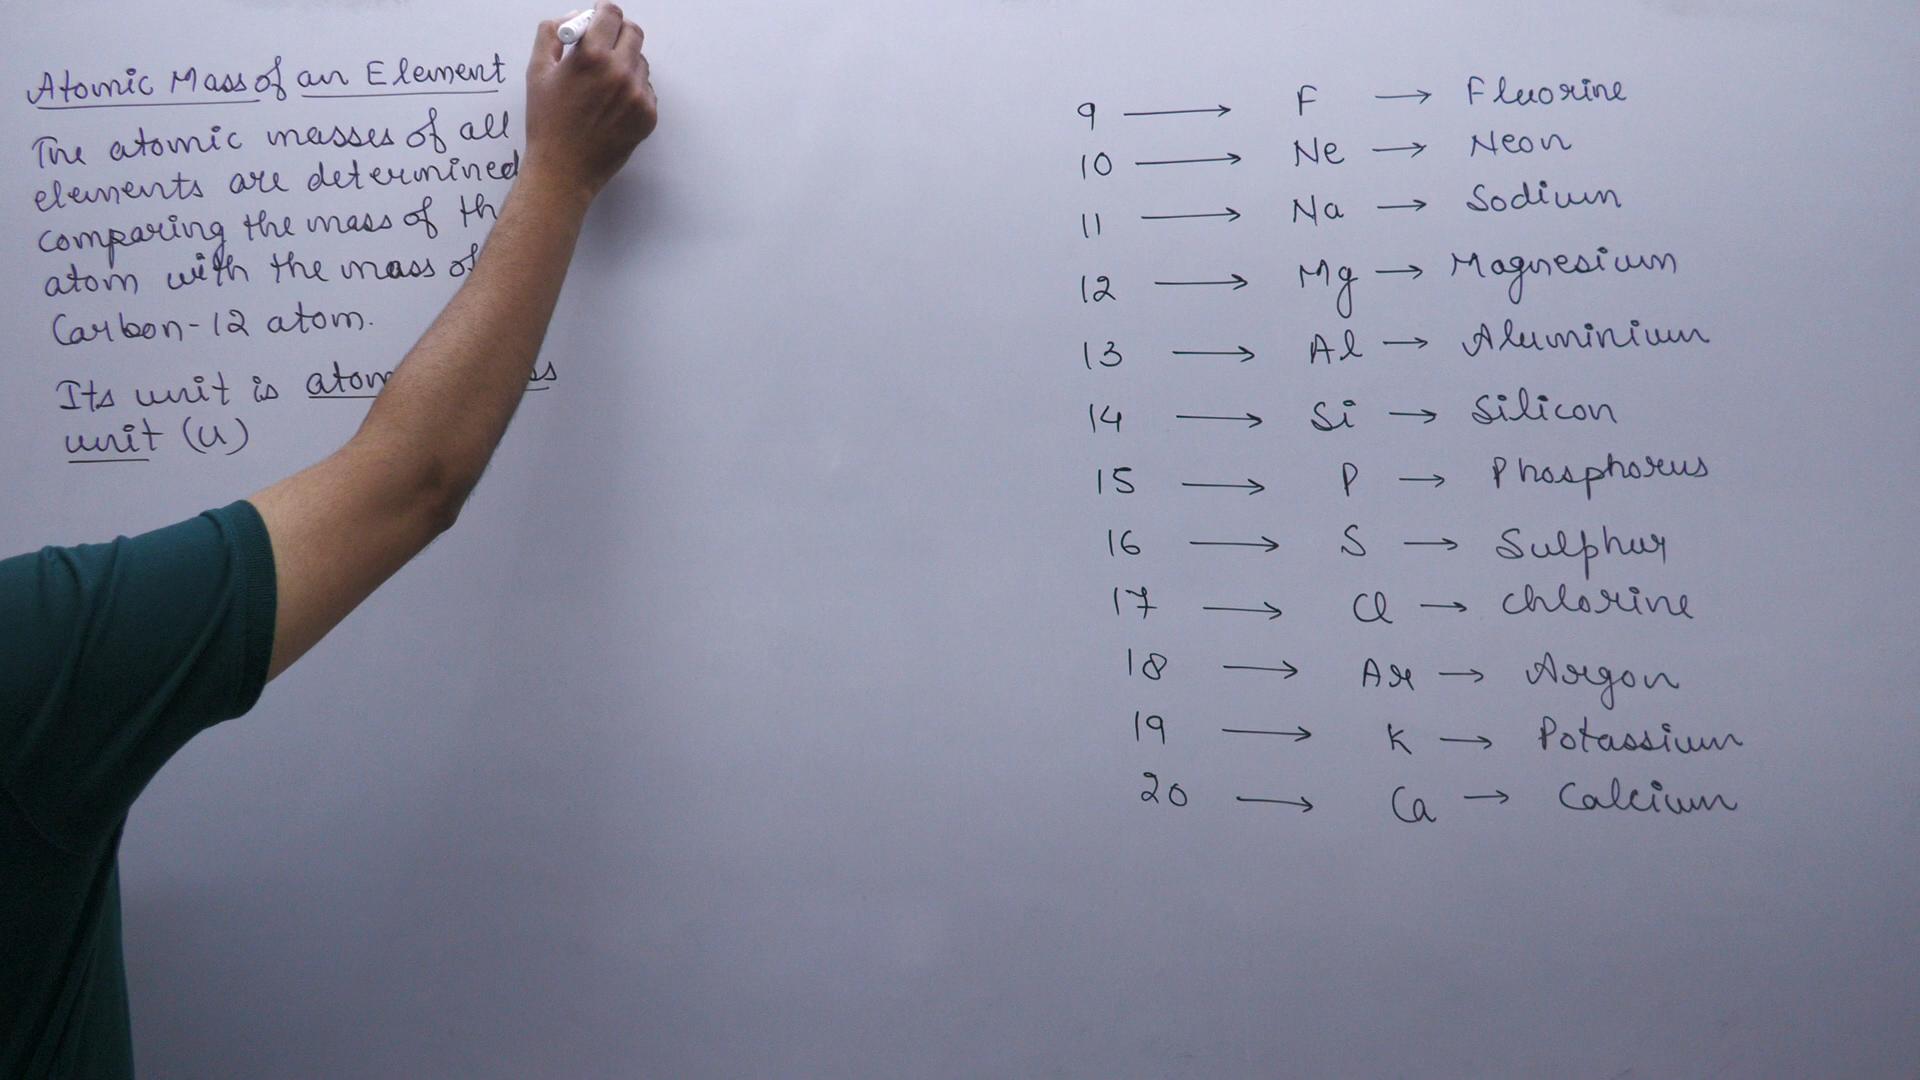 Atomic Mass of an Element
The atomic masses of all
elements are determined
comparing the mass of
atom with the mass of
Carbon-12 atom.
Its unit is
unit (u)
9 → F → Fluorine
10 → Ne → Neon
11 → Na → Sodium
12 → Mg → Magnesium
13 → Al → Aluminium
14 → Si → Silicon
15 → P → Phosphorus
16 → S → Sulphur
17 → Cl → Chlorine
18 → Ar → Argon
19 → K → Potassium
20 → Ca → Calcium